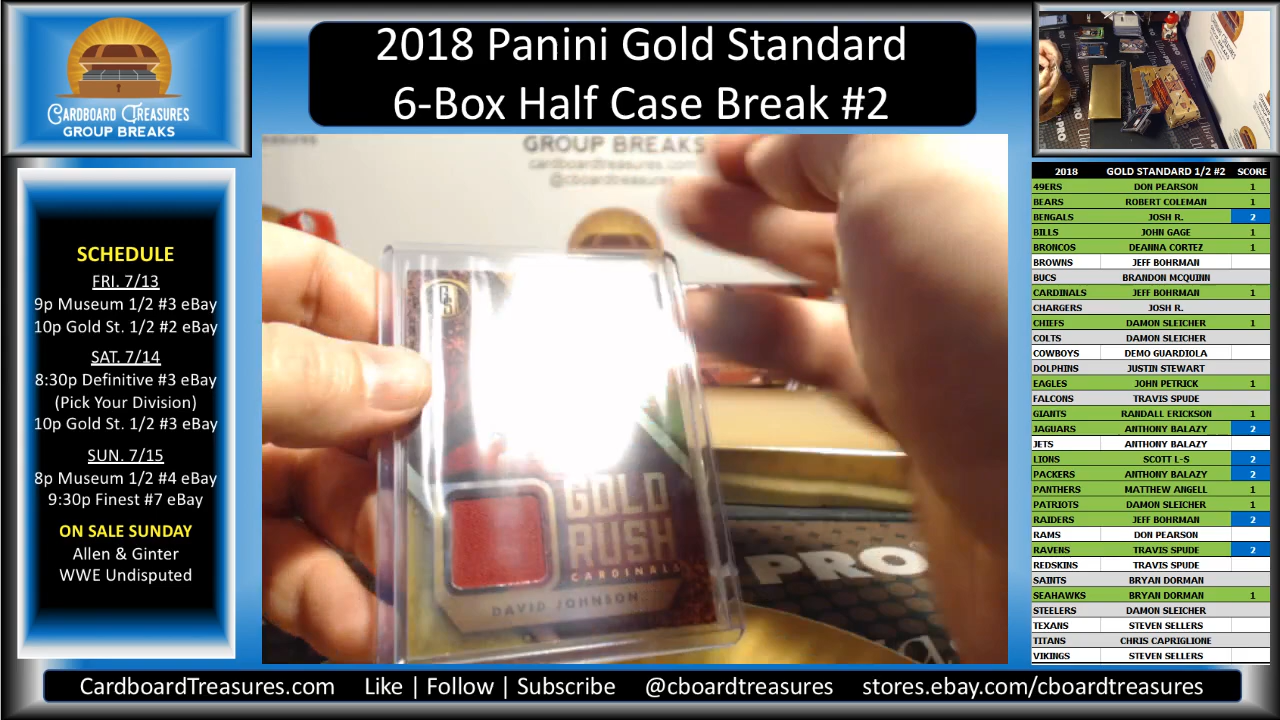 CARDBOARD TREASURES
GROUP BREAKS
2018 Panini Gold Standard
6-Box Half Case Break #2
SCHEDULE
FRI. 7/13
9p Museum 1/2 #3 eBay
10p Gold St. 1/2 #2 eBay
SAT. 7/14
8:30p Definitive #3 eBay
(Pick Your Division)
10p Gold St. 1/2 #3 eBay
SUN. 7/15
8p Museum 1/2 #4 eBay
9:30p Finest #7 eBay
ON SALE SUNDAY
Allen & Ginter
WWE Undisputed
GROUP BREAKS
cardboardtreasures.com
@cboardtreasures
GS
GOLD
RUSH
CARDINALS
DAVID JOHNSON
PRO
2018 GOLD STANDARD 1/2 #2 SCORE
49ERS DON PEARSON 1
BEARS ROBERT COLEMAN 1
BENGALS JOSH R. 2
BILLS JOHN GAGE 1
BRONCOS DEANNA CORTEZ 1
BROWNS JEFF BOHRMAN
BUCS BRANDON MCQUINN
CARDINALS JEFF BOHRMAN 1
CHARGERS JOSH R.
CHIEFS DAMON SLEICHER 1
COLTS DAMON SLEICHER
COWBOYS DEMO GUARDIOLA
DOLPHINS JUSTIN STEWART
EAGLES JOHN PETRICK 1
FALCONS TRAVIS SPUDE
GIANTS RANDALL ERICKSON 1
JAGUARS ANTHONY BALAZY 2
JETS ANTHONY BALAZY
LIONS SCOTT L-S 2
PACKERS ANTHONY BALAZY 2
PANTHERS MATTHEW ANGELL 1
PATRIOTS DAMON SLEICHER 1
RAIDERS JEFF BOHRMAN 2
RAMS DON PEARSON
RAVENS TRAVIS SPUDE 2
REDSKINS TRAVIS SPUDE
SAINTS BRYAN DORMAN
SEAHAWKS BRYAN DORMAN 1
STEELERS DAMON SLEICHER
TEXANS STEVEN SELLERS
TITANS CHRIS CAPRIGLIONE
VIKINGS STEVEN SELLERS
CardboardTreasures.com Like | Follow | Subscribe @cboardtreasures stores.ebay.com/cboardtreasures